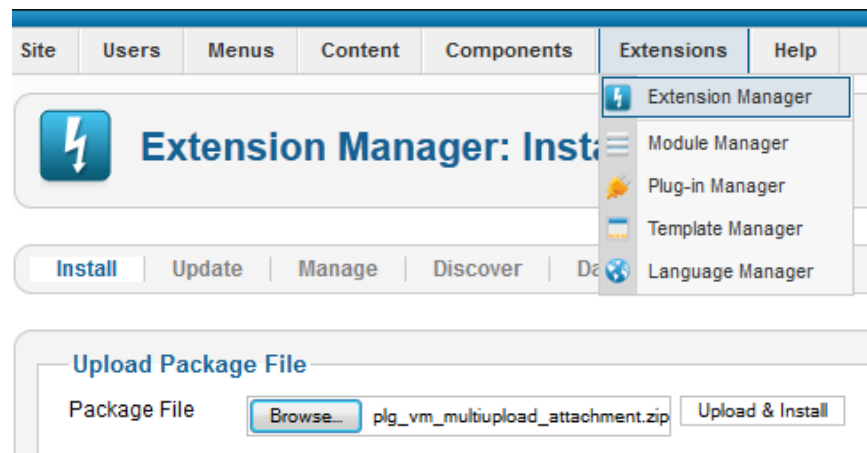 Site Users Menus Content Components Extensions Help
Extension Manager
Extension Manager: Insta
Module Manager
Plug-in Manager
Template Manager
Language Manager
Install Update Manage Discover Da
Upload Package File
Package File Browse... plg_vm_multiupload_attachment.zip Upload & Install